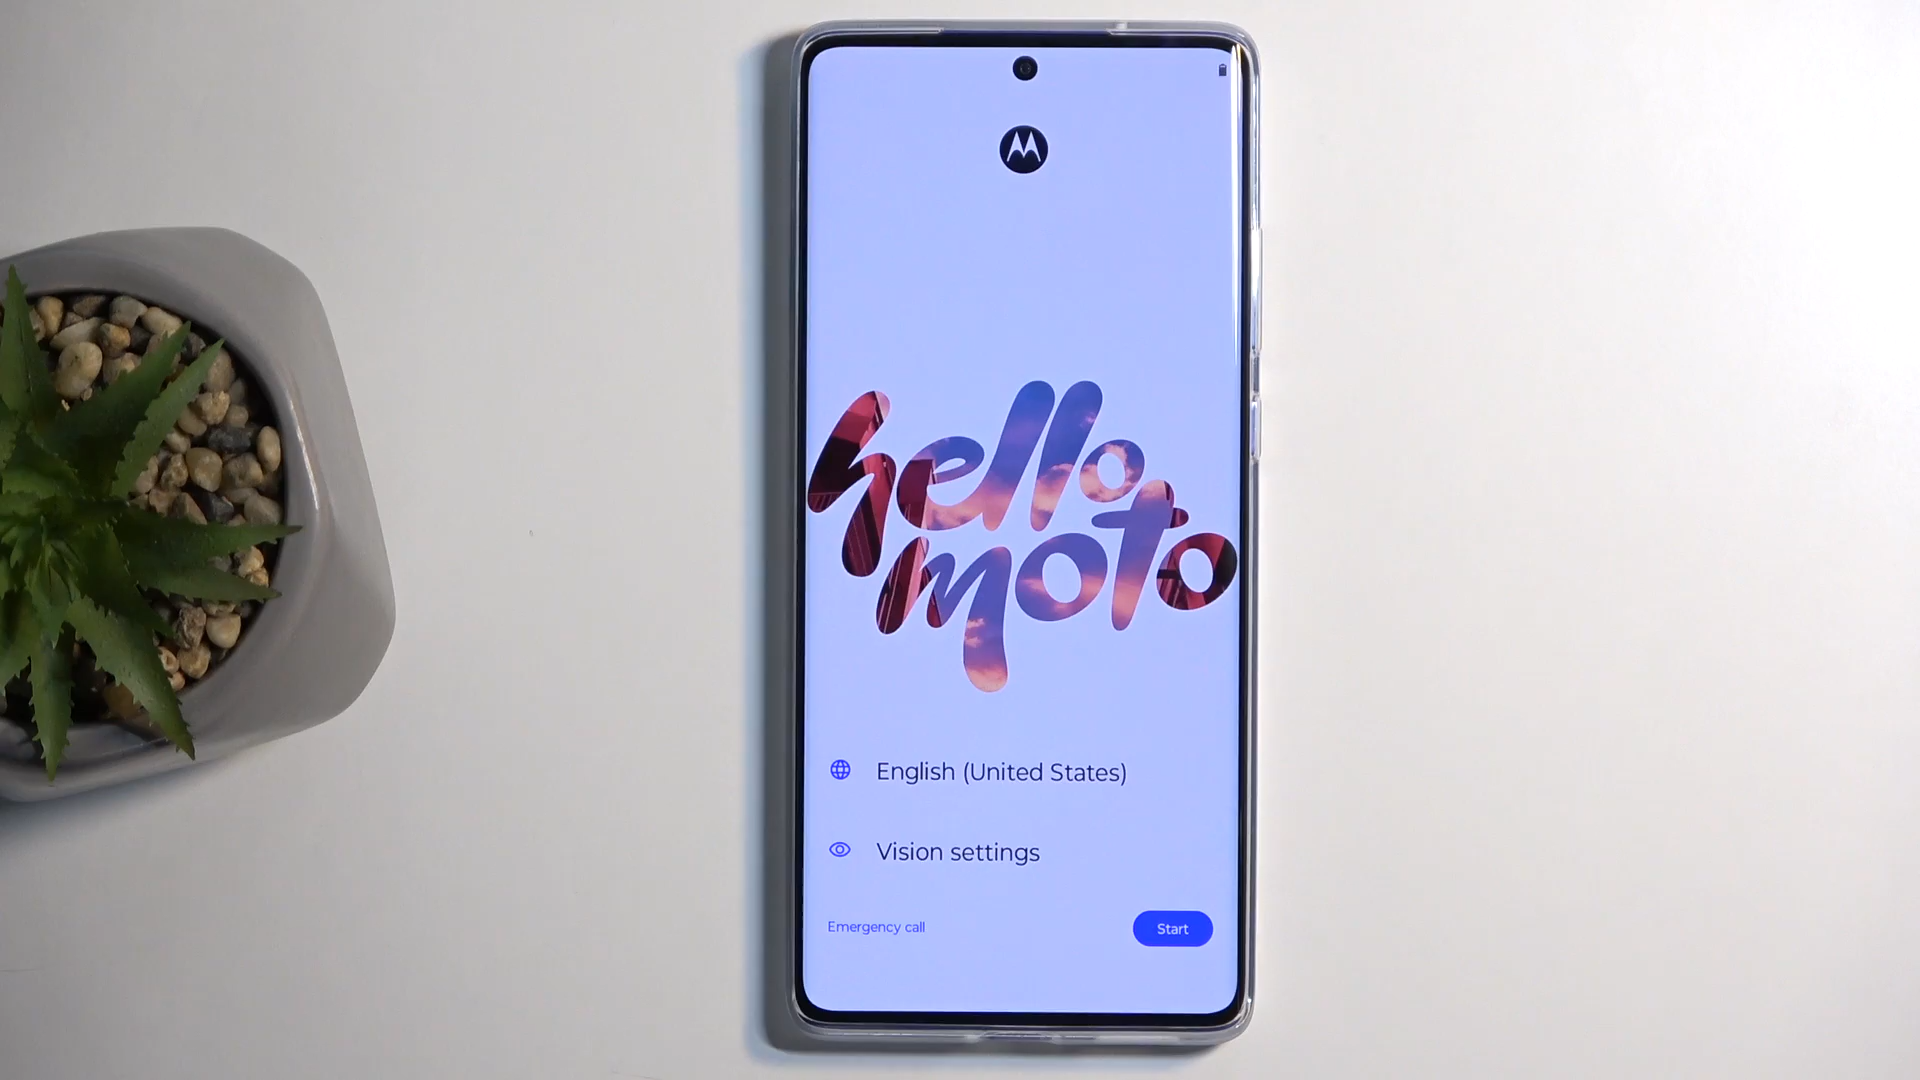 hello
moto
English (United States)
Vision settings
Emergency call
Start